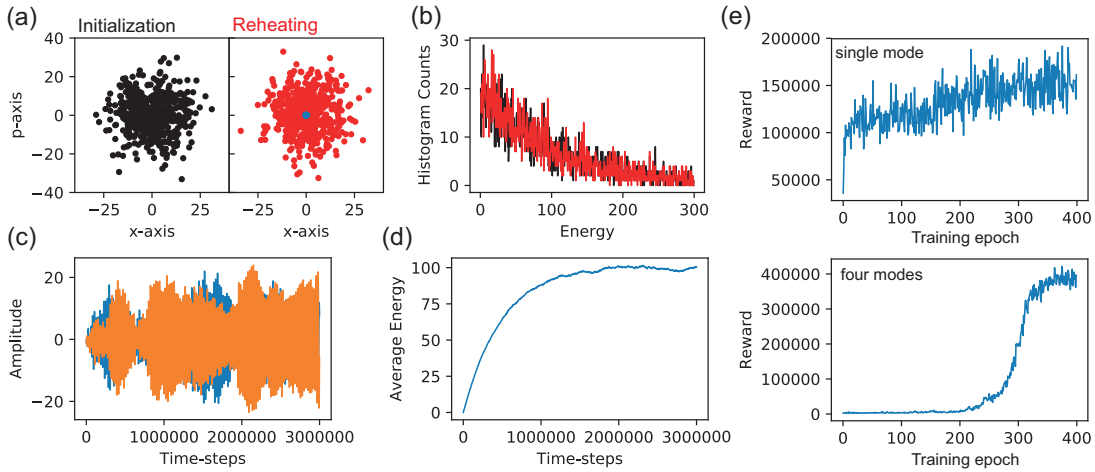 (a)
Initialization
Reheating
40
20
0
−20
−40
p-axis
−25 0 25
−25 0 25
x-axis
x-axis
(b)
30
20
10
0
Histogram Counts
0 100 200 300
Energy
(c)
20
0
−20
Amplitude
0 1000000 2000000 3000000
Time-steps
(d)
100
75
50
25
0
Average Energy
0 1000000 2000000 3000000
Time-steps
(e)
single mode
200000
150000
100000
50000
Reward
0 100 200 300 400
Training epoch
four modes
400000
300000
200000
100000
0
Reward
0 100 200 300 400
Training epoch